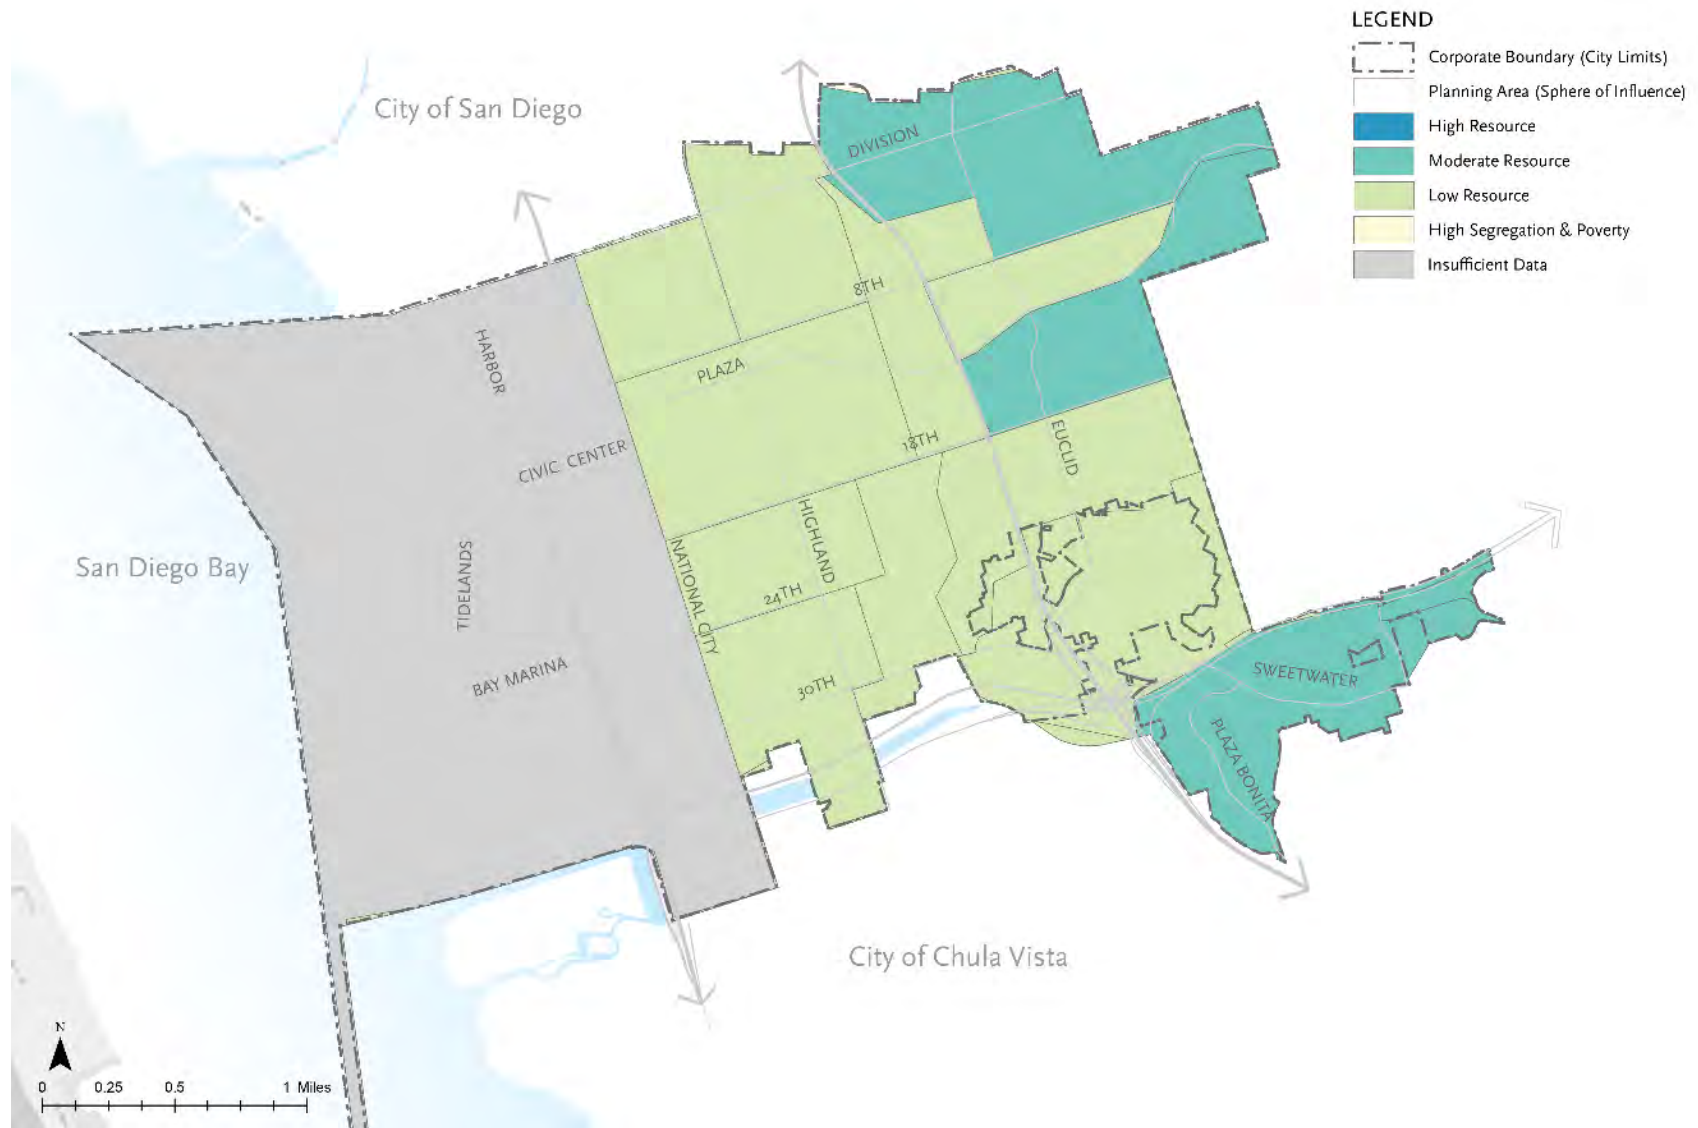 LEGEND
Corporate Boundary (City Limits)
Planning Area (Sphere of Influence)
High Resource
Moderate Resource
Low Resource
High Segregation & Poverty
Insufficient Data
City of San Diego
DIVISION
8TH
HARBOR
PLAZA
18TH
CIVIC CENTER
EUCLID
HIGHLAND
San Diego Bay
TIDELANDS
NATIONAL CITY
24TH
BAY MARINA
30TH
SWEETWATER
PLAZA BONITA
City of Chula Vista
N
0 0.25 0.5 1 Miles